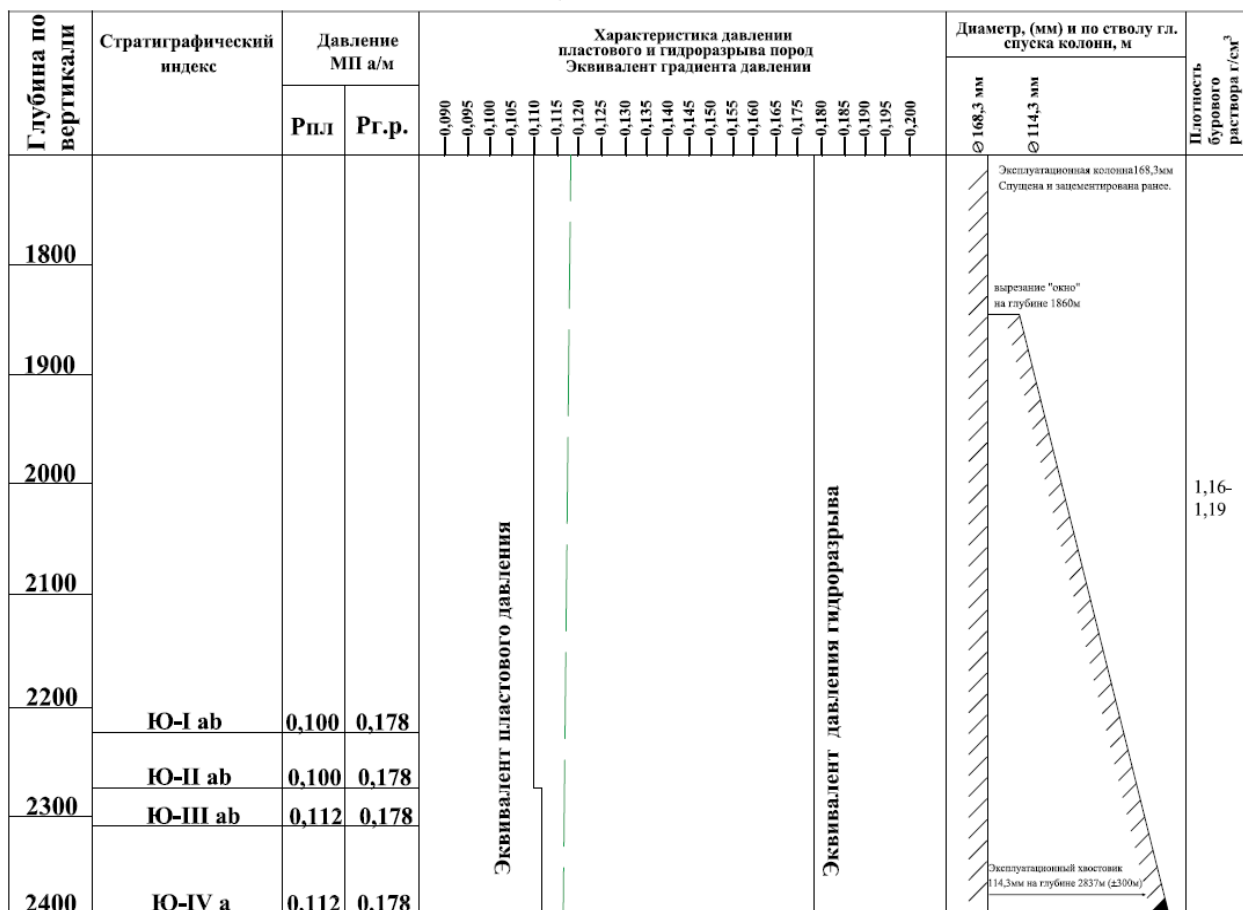 Глубина по
вертикали
Стратиграфический
индекс
Давление
МП а/м
Рпл
Рг.р.
Характеристика давлении
пластового и гидроразрыва пород
Эквивалент градиента давлении
0,090
0,095
0,100
0,105
0,110
0,115
0,120
0,125
0,130
0,135
0,140
0,145
0,150
0,155
0,160
0,165
0,170
0,175
0,180
0,185
0,190
0,195
0,200
Диаметр, (мм) и по стволу гл.
спуска колонн, м
∅168,3 мм
∅114,3 мм
Плотность
бурового
раствора г/см³
Эксплуатационная колонна168,3мм
Спущена и зацементирована ранее.
1800
вырезание "окно"
на глубине 1860м
1900
2000
1,16-
1,19
2100
Эквивалент пластового давления
Эквивалент давления гидроразрыва
2200
Ю-I ab 0,100 0,178
Ю-II ab 0,100 0,178
2300
Ю-III ab 0,112 0,178
Эксплуатационный хвостовик
114,3мм на глубине 2837м (±300м)
2400
Ю-IV a 0,112 0,178